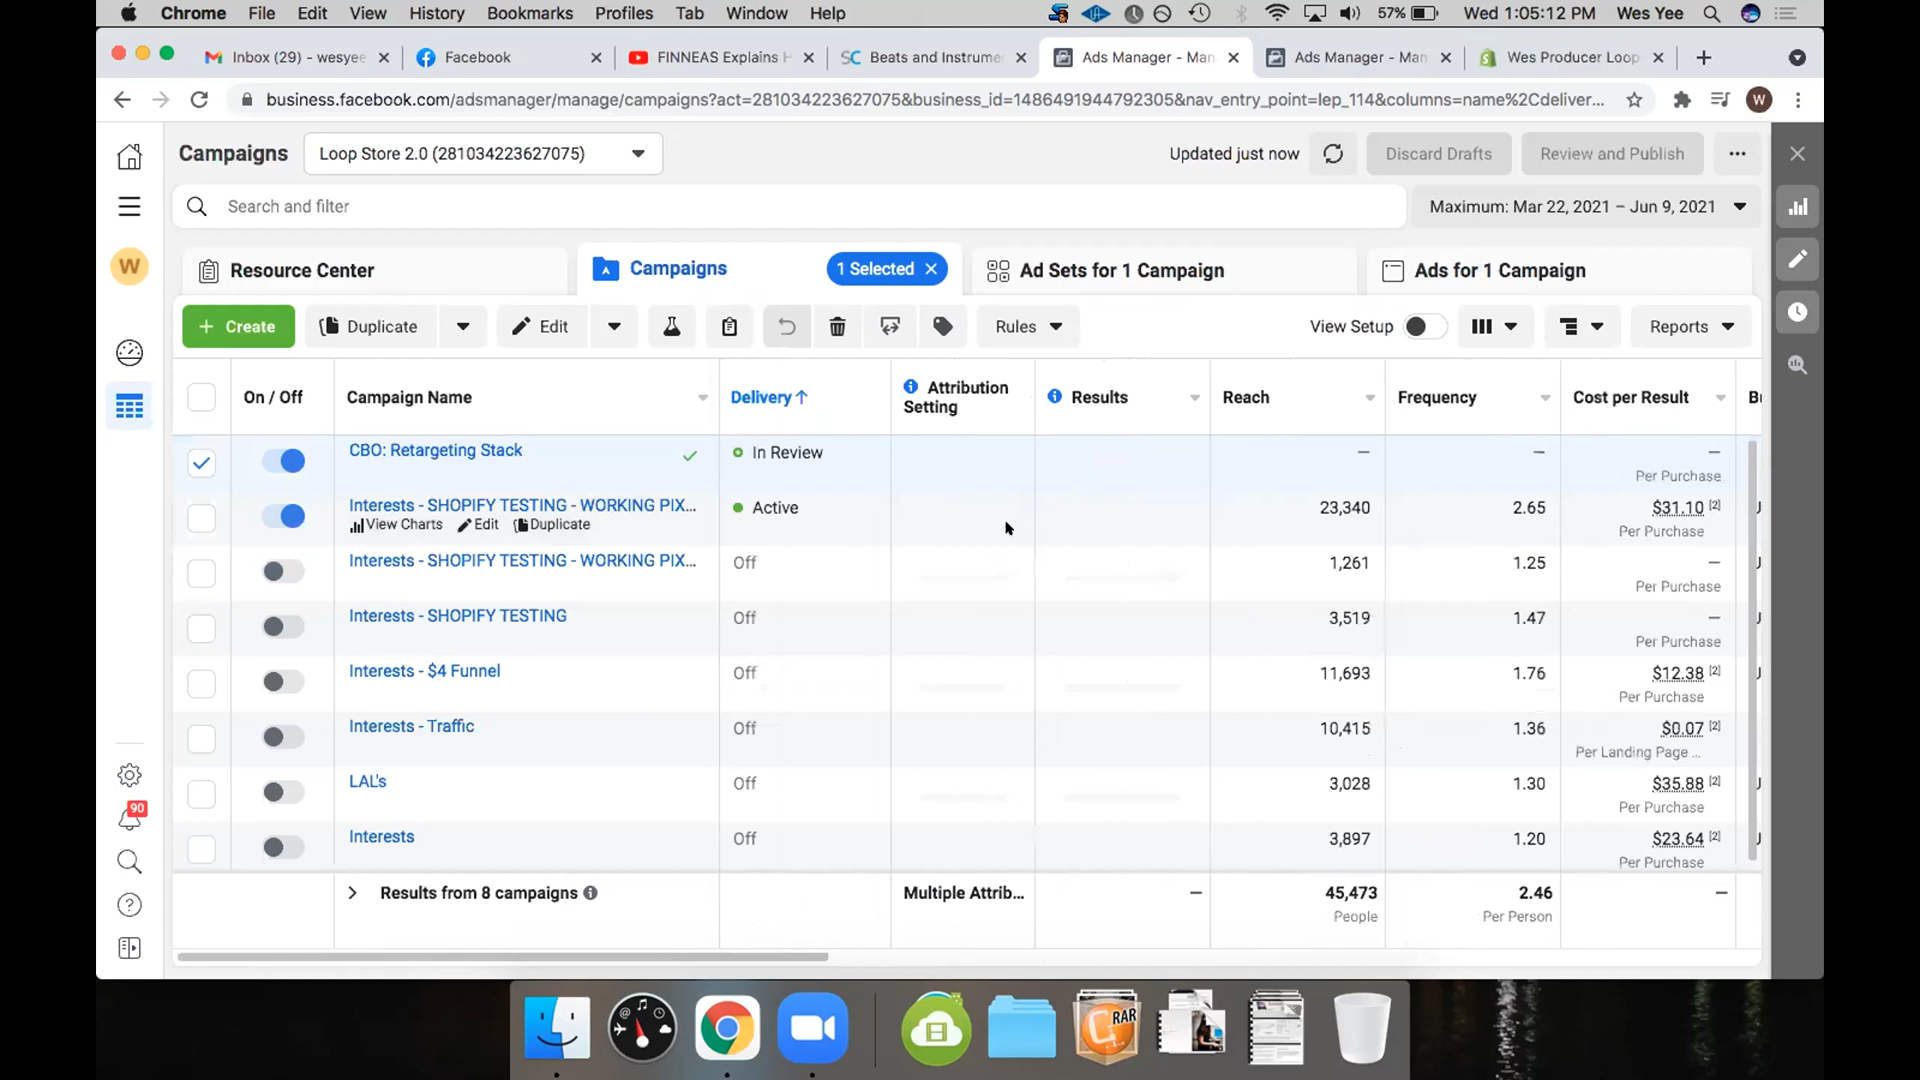 Chrome File Edit View History Bookmarks Profiles Tab Window Help 57% Wed 1:05:12 PM Wes Yee
Inbox (29) - wesyee Facebook FINNEAS Explains H SC Beats and Instrume Ads Manager - Man Ads Manager - Man Wes Producer Loop
business.facebook.com/adsmanager/manage/campaigns?act=281034223627075&business_id=1486491944792305&nav_entry_point=lep_114&columns=name%2Cdeliver... W
Campaigns Loop Store 2.0 (281034223627075) Updated just now Discard Drafts Review and Publish
Search and filter Maximum: Mar 22, 2021 – Jun 9, 2021
W
Resource Center Campaigns 1 Selected Ad Sets for 1 Campaign Ads for 1 Campaign
+ Create Duplicate Edit Rules View Setup Reports
On / Off Campaign Name Delivery↑ Attribution Setting Results Reach Frequency Cost per Result
CBO: Retargeting Stack In Review — — —
Per Purchase
Interests - SHOPIFY TESTING - WORKING PIX... Active 23,340 2.65 $31.10 [2]
View Charts Edit Duplicate Per Purchase
Interests - SHOPIFY TESTING - WORKING PIX... Off 1,261 1.25 —
Per Purchase
Interests - SHOPIFY TESTING Off 3,519 1.47 —
Per Purchase
Interests - $4 Funnel Off 11,693 1.76 $12.38 [2]
Per Purchase
Interests - Traffic Off 10,415 1.36 $0.07 [2]
Per Landing Page ...
LAL's Off 3,028 1.30 $35.88 [2]
Per Purchase
Interests Off 3,897 1.20 $23.64 [2]
Per Purchase
90
Results from 8 campaigns Multiple Attrib... — 45,473 2.46 —
People Per Person
RAR